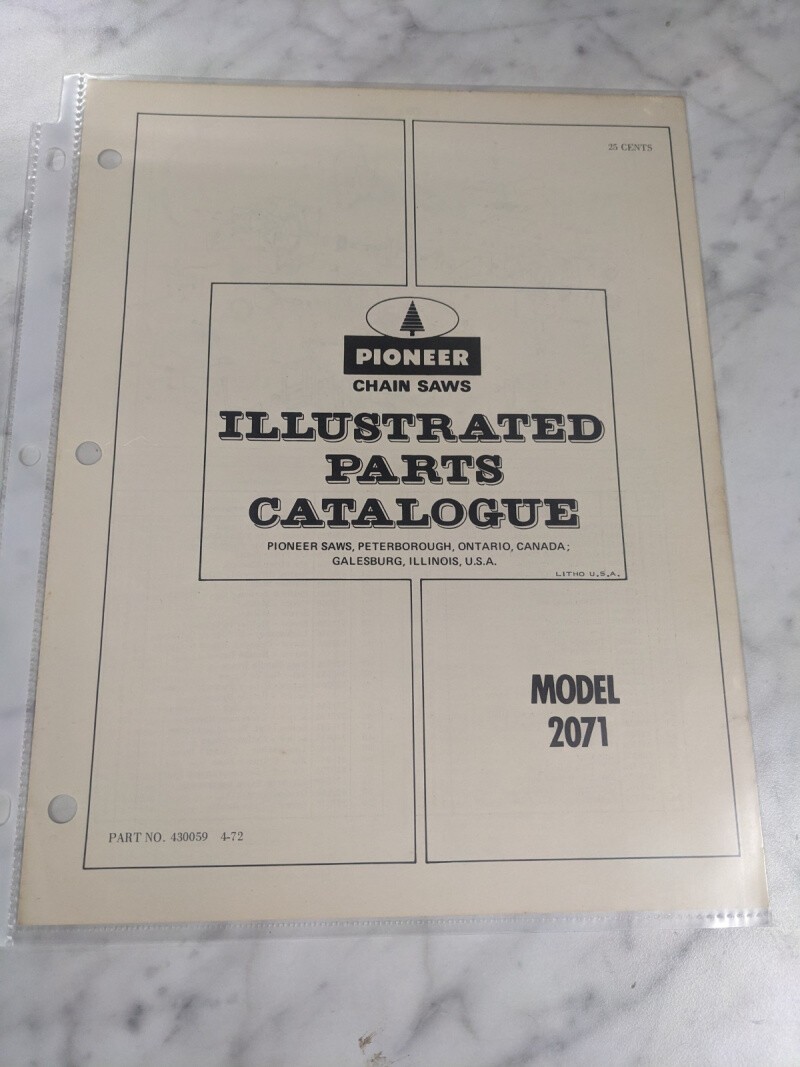 25 CENTS
PIONEER
CHAIN SAWS
ILLUSTRATED
PARTS
CATALOGUE
PIONEER SAWS, PETERBOROUGH, ONTARIO, CANADA;
GALESBURG, ILLINOIS, U.S.A.
LITHO U.S.A.
MODEL
2071
PART NO. 430059 4-72